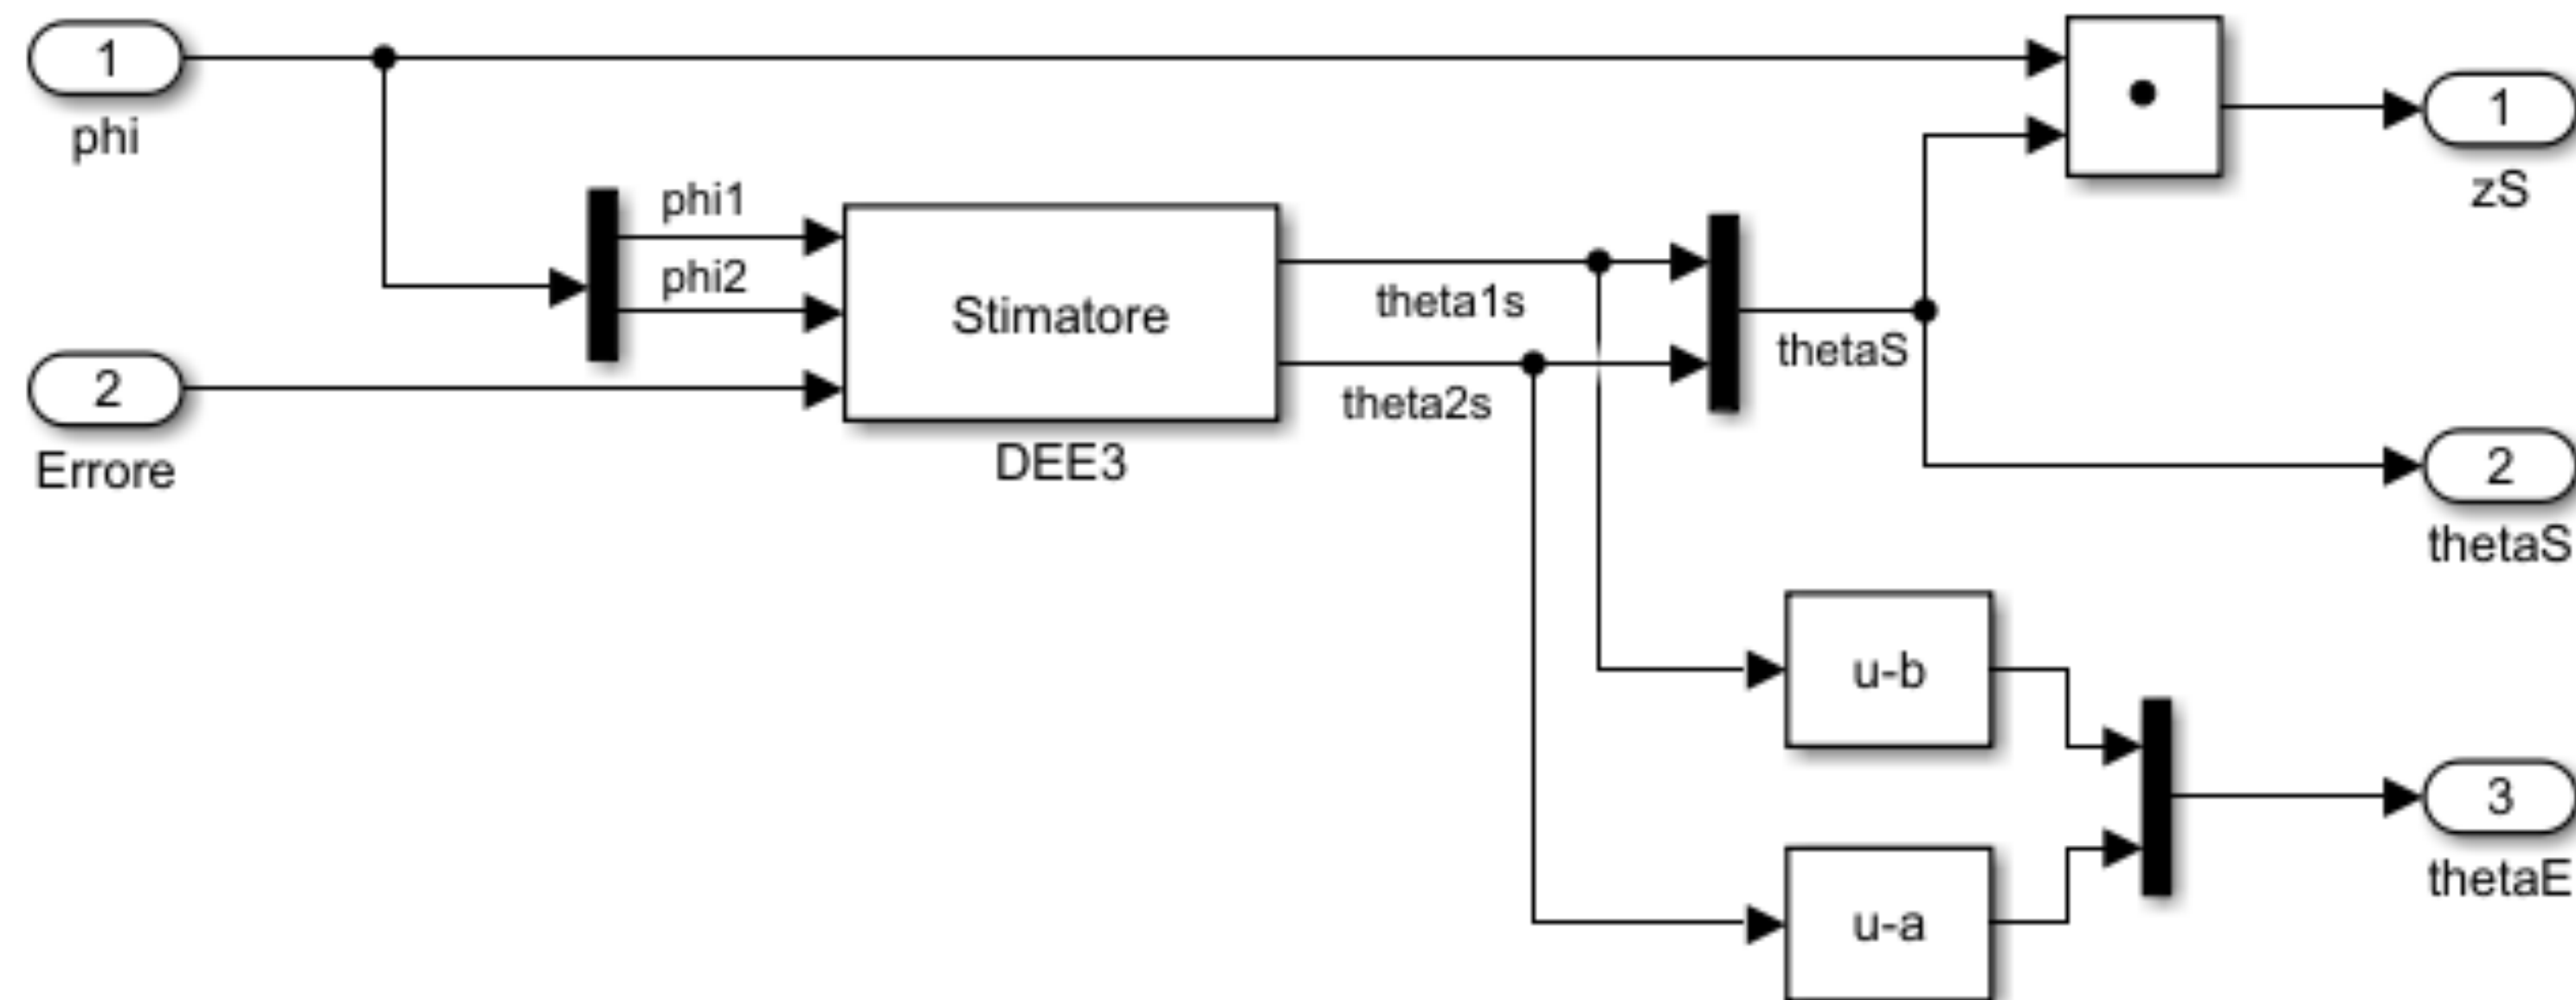 1
phi
phi1
phi2
2
Errore
Stimatore
DEE3
theta1s
theta2s
thetaS
1
zS
2
thetaS
u-b
u-a
3
thetaE